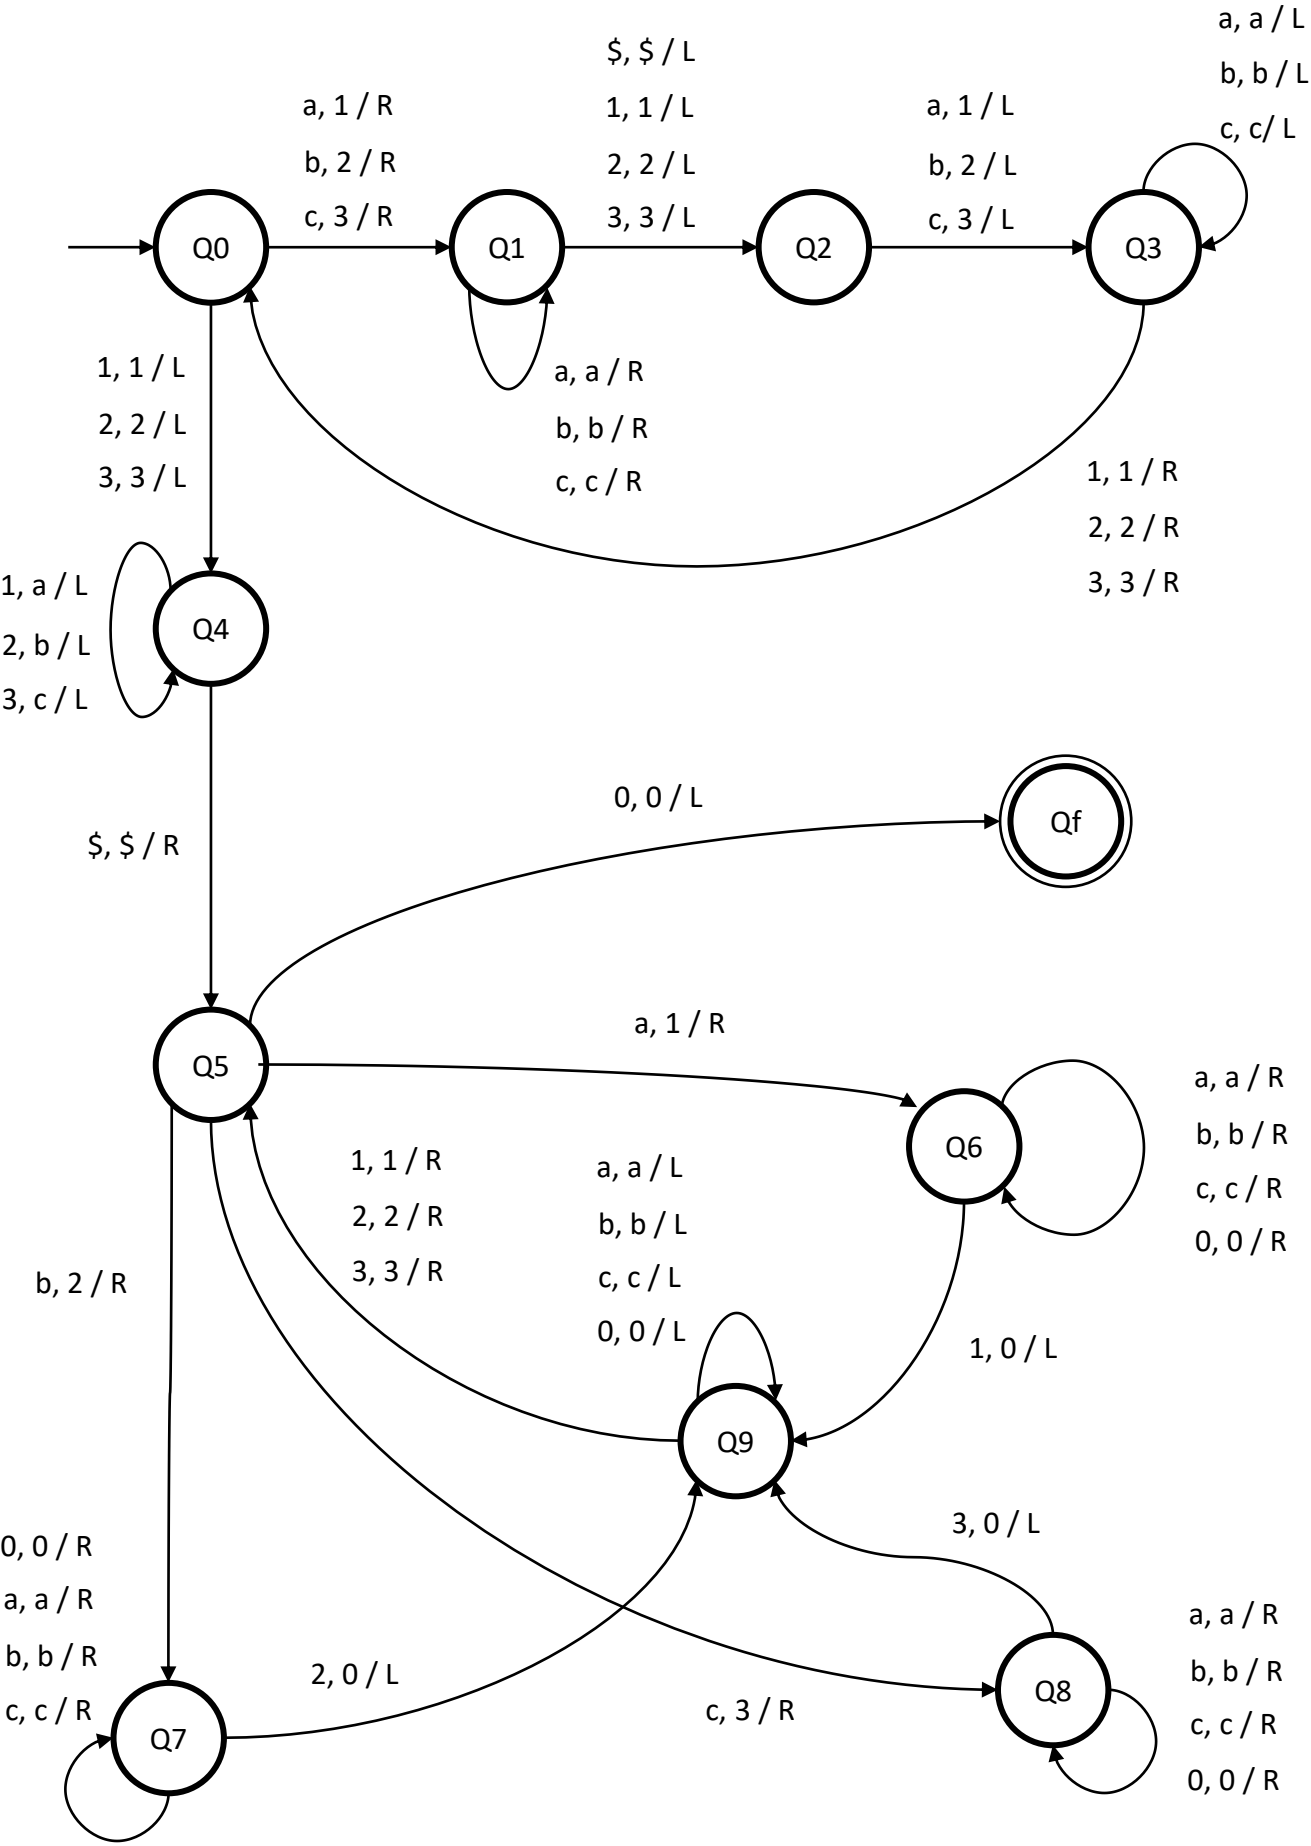 a, a / L
$, $ / L
b, b / L
a, 1 / R
1, 1 / L
a, 1 / L
c, c/ L
b, 2 / R
2, 2 / L
b, 2 / L
c, 3 / R
3, 3 / L
c, 3 / L
Q0
Q1
Q2
Q3
1, 1 / L
2, 2 / L
3, 3 / L
a, a / R
b, b / R
c, c / R
1, 1 / R
2, 2 / R
3, 3 / R
1, a / L
2, b / L
3, c / L
Q4
0, 0 / L
Qf
$, $ / R
a, 1 / R
Q5
a, a / R
b, b / R
c, c / R
0, 0 / R
Q6
1, 1 / R
2, 2 / R
3, 3 / R
a, a / L
b, b / L
c, c / L
0, 0 / L
b, 2 / R
1, 0 / L
Q9
3, 0 / L
0, 0 / R
a, a / R
b, b / R
c, c / R
2, 0 / L
c, 3 / R
Q7
Q8
a, a / R
b, b / R
c, c / R
0, 0 / R